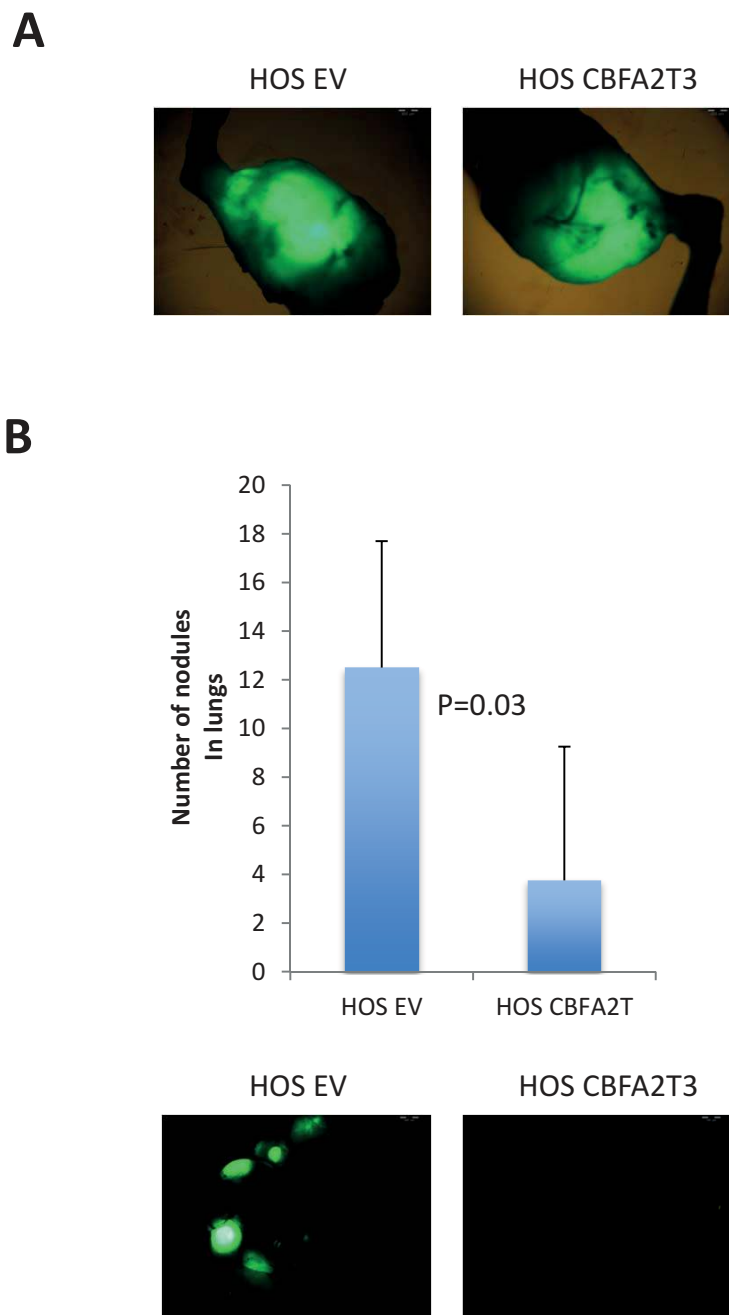 A
HOS EV
HOS CBFA2T3
B
20
18
16
14
12
10
8
6
4
2
0
Number of nodules
In lungs
P=0.03
HOS EV
HOS CBFA2T
HOS EV
HOS CBFA2T3